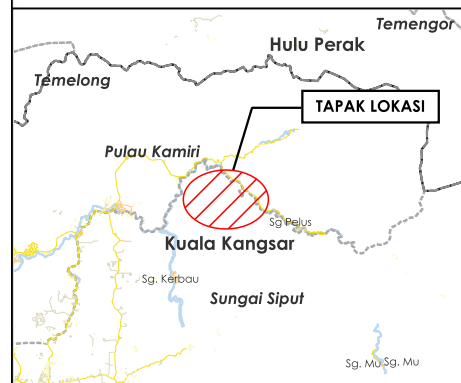 Temengor
Hulu Perak
Temelong
TAPAK LOKASI
Pulau Kamiri
Sg Pelus
Kuala Kangsar
Sg. Kerbau
Sungai Siput
Sg. Mu Sg. Mu